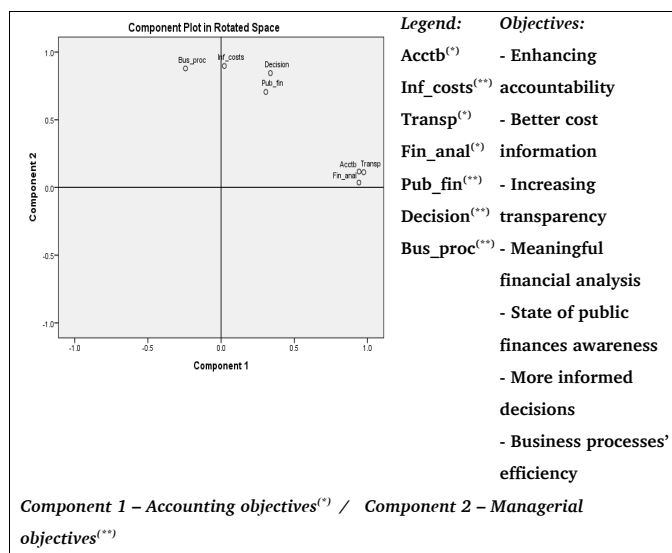 Component Plot in Rotated Space
Bus_proc
Inf_costs
Decision
Pub_fin
Acctb
Transp
Fin_anal
1.0
0.5
0.0
-0.5
-1.0
Component 2
-1.0
-0.5
0.0
0.5
1.0
Component 1
Legend:
Acctb(*)
Inf_costs(**)
Transp(*)
Fin_anal(*)
Pub_fin(**)
Decision(**)
Bus_proc(**)
Objectives:
- Enhancing
accountability
- Better cost
information
- Increasing
transparency
- Meaningful
financial analysis
- State of public
finances awareness
- More informed
decisions
- Business processes’
efficiency
Component 1 – Accounting objectives(*) / Component 2 – Managerial
objectives(**)